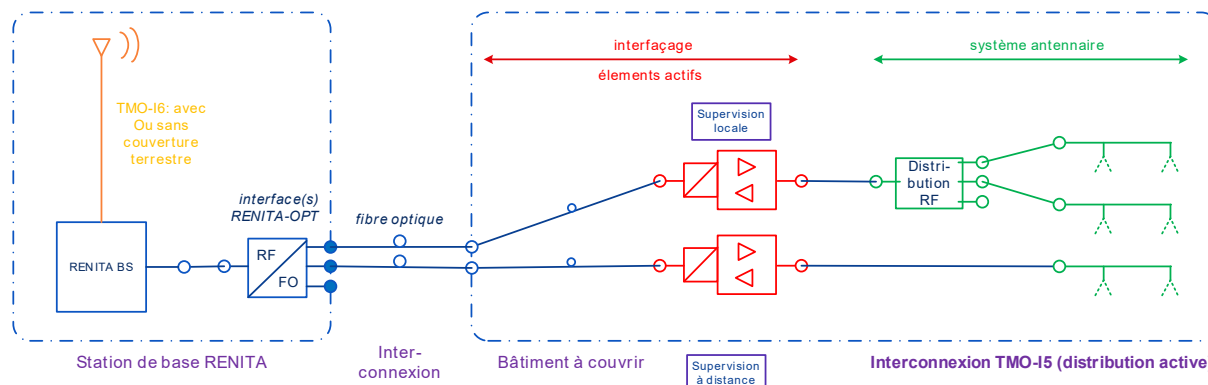 interfaçage
élements actifs
système antennaire
TMO-I6: avec
Ou sans
couverture
terrestre
Supervision
locale
interface(s)
RENITA-OPT
fibre optique
Distri-
bution
RF
RENITA BS
RF
FO
Station de base RENITA
Inter-
connexion
Bâtiment à couvrir
Supervision
à distance
Interconnexion TMO-I5 (distribution active